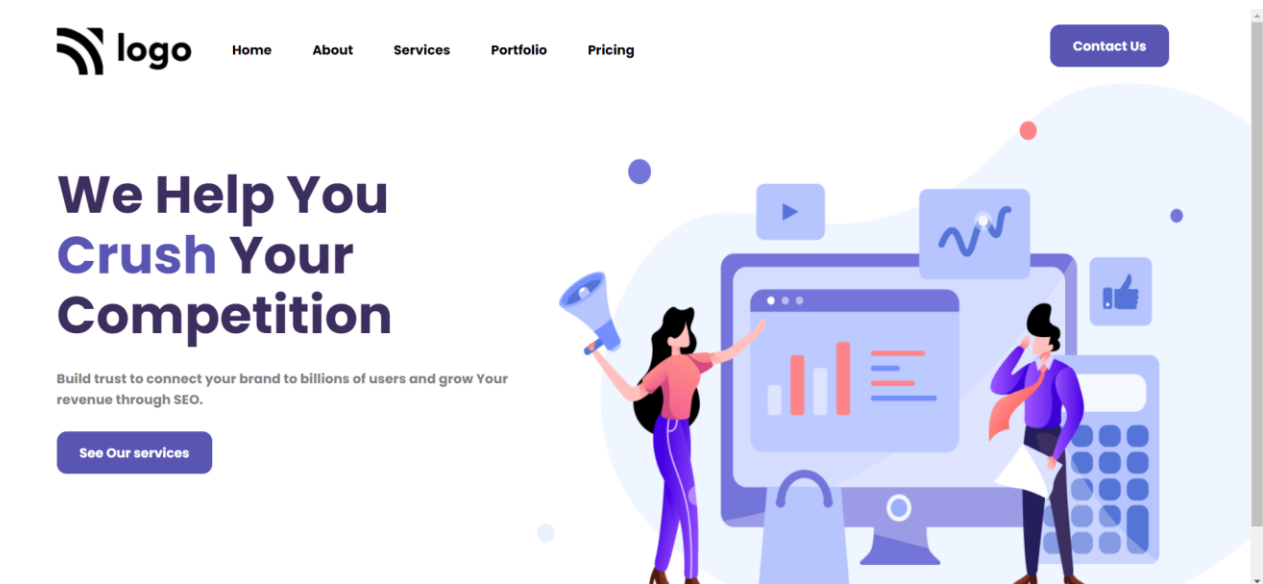 logo
Home About Services Portfolio Pricing
Contact Us
We Help You
Crush Your
Competition
Build trust to connect your brand to billions of users and grow Your
revenue through SEO.
See Our services